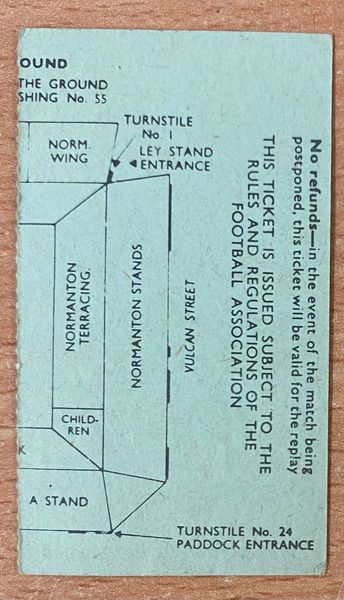 OUND
THE GROUND
SHING No. 55
TURNSTILE
No. 1
LEY STAND
ENTRANCE
NORM.
WING
NORMANTON
TERRACING.
NORMANTON STANDS
VULCAN STREET
CHILD-
REN
K
A STAND
TURNSTILE No. 24
PADDOCK ENTRANCE
No refunds—in the event of the match being
postponed, this ticket will be valid for the replay
THIS TICKET IS ISSUED SUBJECT TO THE
RULES AND REGULATIONS OF THE
FOOTBALL ASSOCIATION